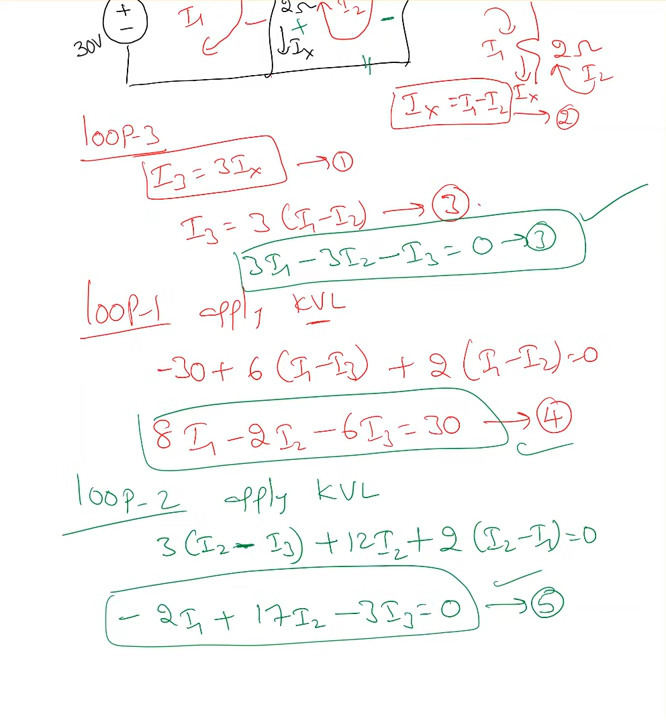 30V + − I₁ − 2Ω + ↓Iₓ I₂ −
I₁ 2Ω I₂
Iₓ = I₁-I₂ Iₓ → ②
loop-3
I₃ = 3Iₓ → ①
I₃ = 3 (I₁-I₂) → ③.
3I₁ - 3I₂ - I₃ = 0 → ③
loop-1 apply KVL
-30 + 6 (I₁-I₃) + 2 (I₁-I₂)=0
8 I₁ - 2I₂ - 6I₃ = 30 → ④
loop-2 apply KVL
3 (I₂ - I₃) + 12I₂ + 2 (I₂-I₁)=0
- 2I₁ + 17I₂ - 3I₃ = 0 → ⑤